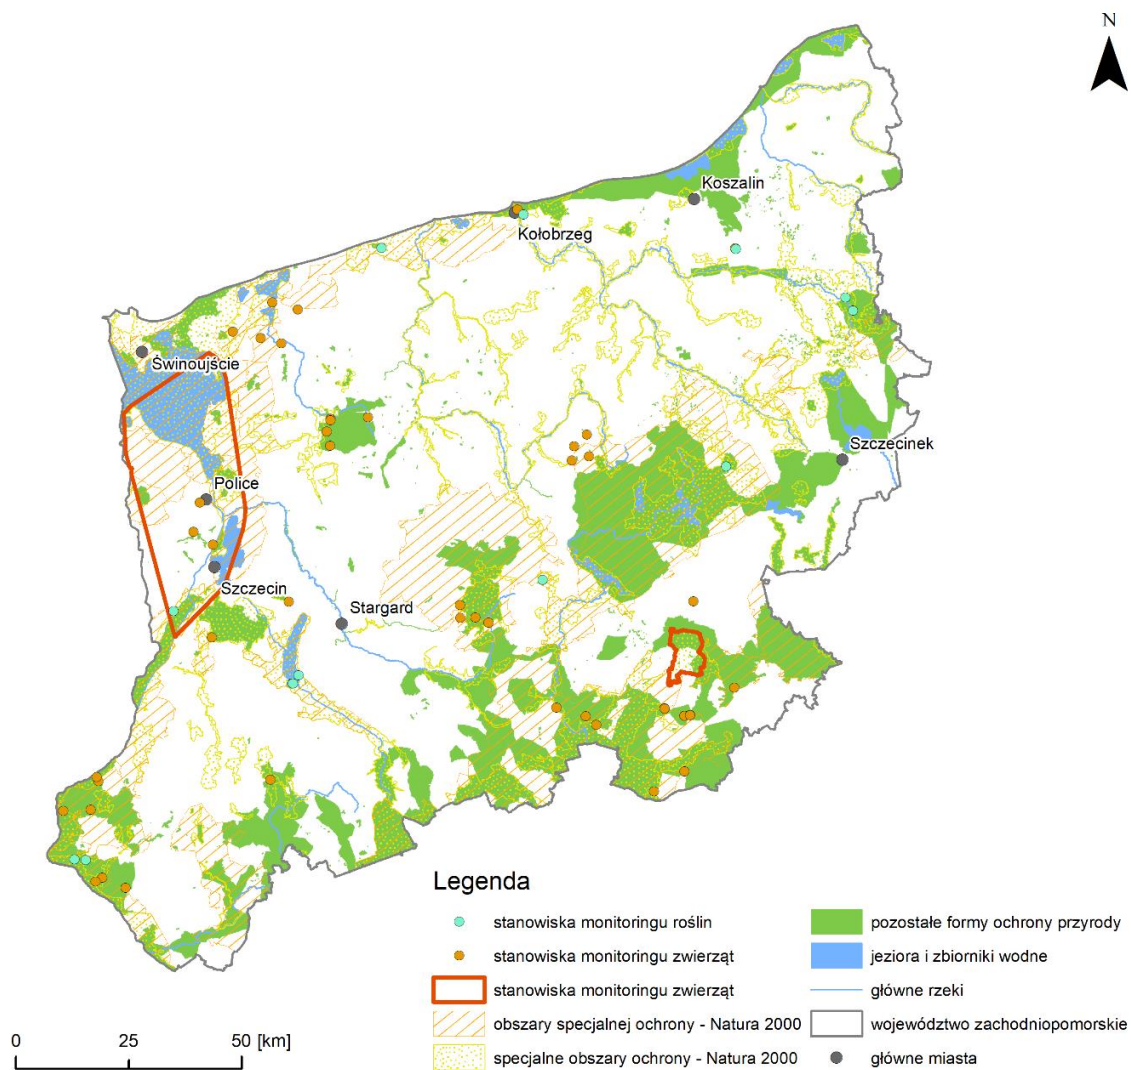 N
Koszalin
Kołobrzeg
Świnoujście
Szczecinek
Police
Szczecin
Stargard
Legenda
stanowiska monitoringu roślin
stanowiska monitoringu zwierząt
stanowiska monitoringu zwierząt
obszary specjalnej ochrony - Natura 2000
specjalne obszary ochrony - Natura 2000
pozostałe formy ochrony przyrody
jeziora i zbiorniki wodne
główne rzeki
województwo zachodniopomorskie
główne miasta
0 25 50 [km]